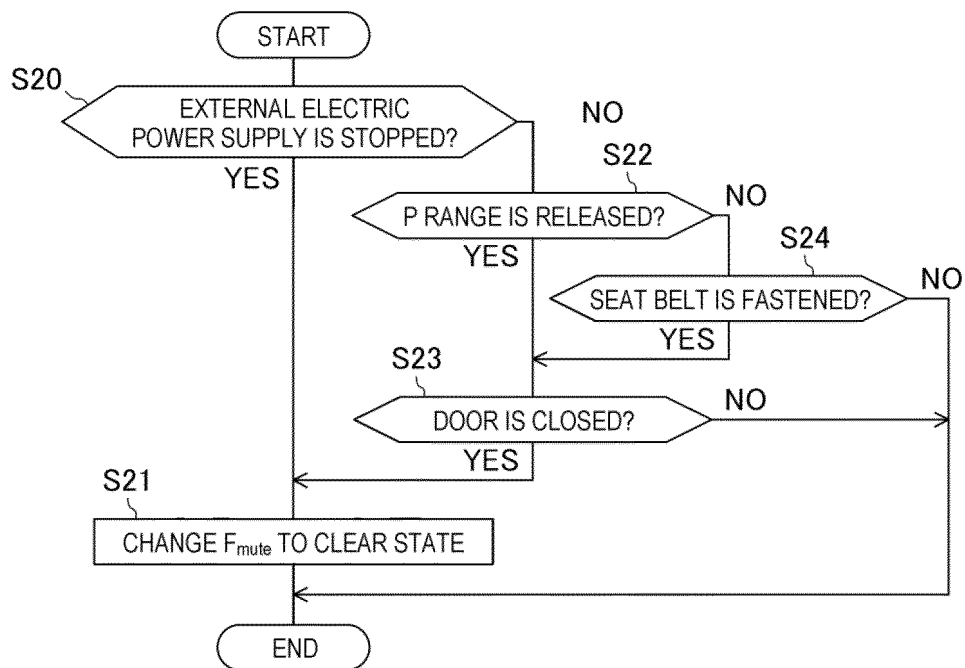 START
S20
EXTERNAL ELECTRIC
POWER SUPPLY IS STOPPED?
NO
YES
S22
P RANGE IS RELEASED?
NO
YES
S24
SEAT BELT IS FASTENED?
NO
YES
S23
DOOR IS CLOSED?
NO
YES
S21
CHANGE Fmute TO CLEAR STATE
END